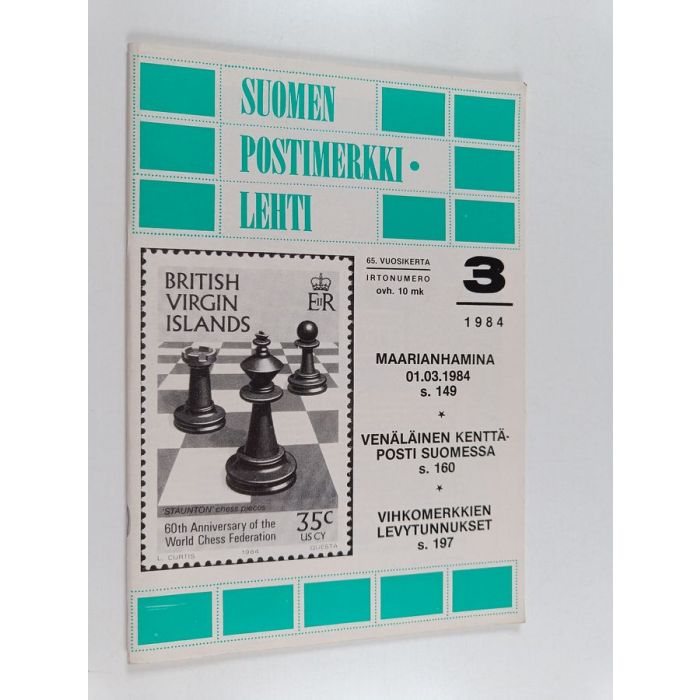 SUOMEN
POSTIMERKKI •
LEHTI
65. VUOSIKERTA
IRTONUMERO
ovh. 10 mk
3
1984
BRITISH
VIRGIN
ISLANDS
EIIR
'STAUNTON' chess pieces
60th Anniversary of the
World Chess Federation
35c
US CY
L. CURTIS 1984 QUESTA
MAARIANHAMINA
01.03.1984
s. 149
*
VENÄLÄINEN KENTTÄ-
POSTI SUOMESSA
s. 160
*
VIHKOMERKKIEN
LEVYTUNNUKSET
s. 197